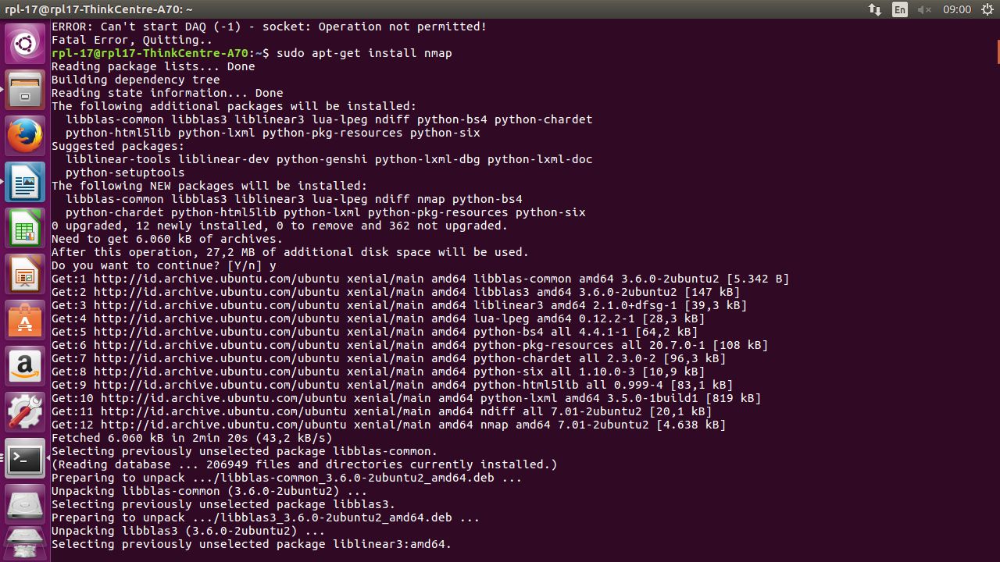 rpl-17@rpl17-ThinkCentre-A70: ~
En
09:00
ERROR: Can't start DAQ (-1) - socket: Operation not permitted!
Fatal Error, Quitting..
rpl-17@rpl17-ThinkCentre-A70:~$ sudo apt-get install nmap
Reading package lists... Done
Building dependency tree
Reading state information... Done
The following additional packages will be installed:
  libblas-common libblas3 liblinear3 lua-lpeg ndiff python-bs4 python-chardet
  python-html5lib python-lxml python-pkg-resources python-six
Suggested packages:
  liblinear-tools liblinear-dev python-genshi python-lxml-dbg python-lxml-doc
  python-setuptools
The following NEW packages will be installed:
  libblas-common libblas3 liblinear3 lua-lpeg ndiff nmap python-bs4
  python-chardet python-html5lib python-lxml python-pkg-resources python-six
0 upgraded, 12 newly installed, 0 to remove and 362 not upgraded.
Need to get 6.060 kB of archives.
After this operation, 27,2 MB of additional disk space will be used.
Do you want to continue? [Y/n] y
Get:1 http://id.archive.ubuntu.com/ubuntu xenial/main amd64 libblas-common amd64 3.6.0-2ubuntu2 [5.342 B]
Get:2 http://id.archive.ubuntu.com/ubuntu xenial/main amd64 libblas3 amd64 3.6.0-2ubuntu2 [147 kB]
Get:3 http://id.archive.ubuntu.com/ubuntu xenial/main amd64 liblinear3 amd64 2.1.0+dfsg-1 [39,3 kB]
Get:4 http://id.archive.ubuntu.com/ubuntu xenial/main amd64 lua-lpeg amd64 0.12.2-1 [28,3 kB]
Get:5 http://id.archive.ubuntu.com/ubuntu xenial/main amd64 python-bs4 all 4.4.1-1 [64,2 kB]
Get:6 http://id.archive.ubuntu.com/ubuntu xenial/main amd64 python-pkg-resources all 20.7.0-1 [108 kB]
Get:7 http://id.archive.ubuntu.com/ubuntu xenial/main amd64 python-chardet all 2.3.0-2 [96,3 kB]
Get:8 http://id.archive.ubuntu.com/ubuntu xenial/main amd64 python-six all 1.10.0-3 [10,9 kB]
Get:9 http://id.archive.ubuntu.com/ubuntu xenial/main amd64 python-html5lib all 0.999-4 [83,1 kB]
Get:10 http://id.archive.ubuntu.com/ubuntu xenial/main amd64 python-lxml amd64 3.5.0-1build1 [819 kB]
Get:11 http://id.archive.ubuntu.com/ubuntu xenial/main amd64 ndiff all 7.01-2ubuntu2 [20,1 kB]
Get:12 http://id.archive.ubuntu.com/ubuntu xenial/main amd64 nmap amd64 7.01-2ubuntu2 [4.638 kB]
Fetched 6.060 kB in 2min 20s (43,2 kB/s)
Selecting previously unselected package libblas-common.
(Reading database ... 206949 files and directories currently installed.)
Preparing to unpack .../libblas-common_3.6.0-2ubuntu2_amd64.deb ...
Unpacking libblas-common (3.6.0-2ubuntu2) ...
Selecting previously unselected package libblas3.
Preparing to unpack .../libblas3_3.6.0-2ubuntu2_amd64.deb ...
Unpacking libblas3 (3.6.0-2ubuntu2) ...
Selecting previously unselected package liblinear3:amd64.